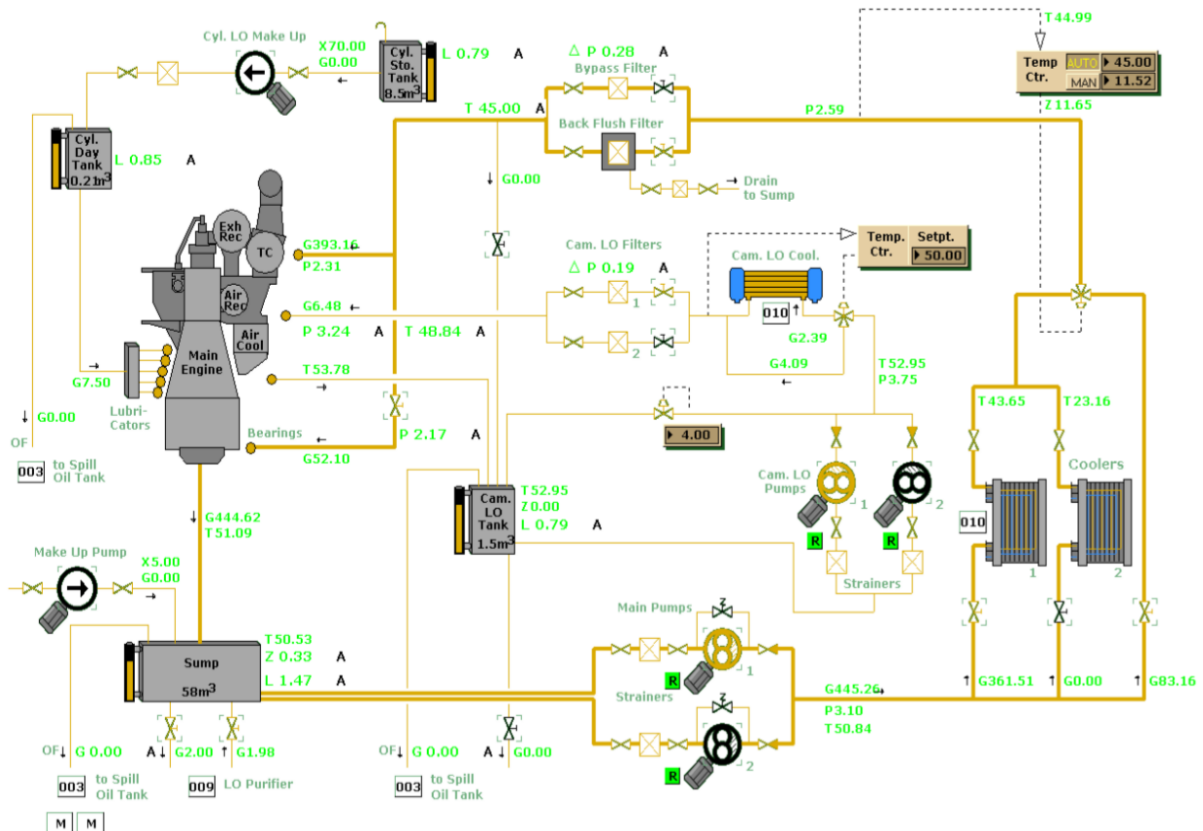 Cyl. LO Make Up
X70.00
G0.00
Cyl.
Sto.
Tank
8.5m3
L 0.79 A
Δ P 0.28 A
Bypass Filter
T44.99
Temp
Ctr.
AUTO
45.00
MAN
11.52
Z11.65
T 45.00 A
P2.59
Back Flush Filter
Cyl.
Day
Tank
0.21m3
L 0.85 A
G0.00
Drain
to Sump
Exh
Rec
TC
G393.16
P2.31
Cam. LO Filters
Δ P 0.19 A
Cam. LO Cool.
Temp.
Ctr.
Setpt.
50.00
Air
Rec
G6.48
P 3.24 A
T 48.84 A
1
2
010
G2.39
G4.09
T52.95
P3.75
Air
Cool
Main
Engine
T53.78
G7.50
Lubri-
Cators
G0.00
OF
003
to Spill
Oil Tank
Bearings
P 2.17 A
G52.10
4.00
T43.65
T23.16
Cam. LO
Pumps
1
2
R
R
Coolers
010
1
2
Cam.
LO
Tank
1.5m3
T52.95
Z0.00
L 0.79 A
G444.62
T51.09
Strainers
Make Up Pump
X5.00
G0.00
Main Pumps
Sump
58m3
T50.53
Z 0.33 A
L 1.47 A
R
1
Strainers
G445.26
P3.10
T50.84
G361.51
G0.00
G83.16
R
2
OF
G 0.00
A
G2.00
G1.98
OF
G 0.00
A
G0.00
003
to Spill
Oil Tank
009
LO Purifier
003
to Spill
Oil Tank
M
M